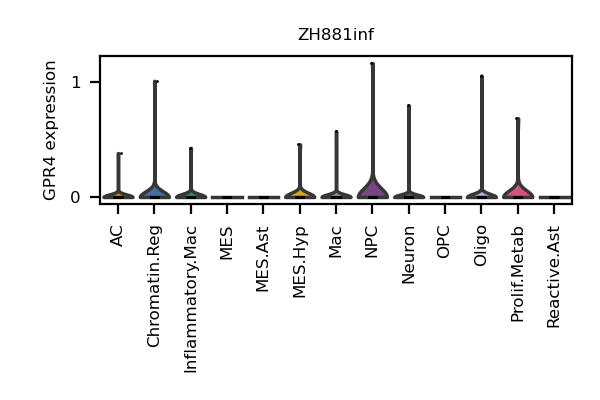 ZH881inf
GPR4 expression
1
0
AC
Chromatin.Reg
Inflammatory.Mac
MES
MES.Ast
MES.Hyp
Mac
NPC
Neuron
OPC
Oligo
Prolif.Metab
Reactive.Ast